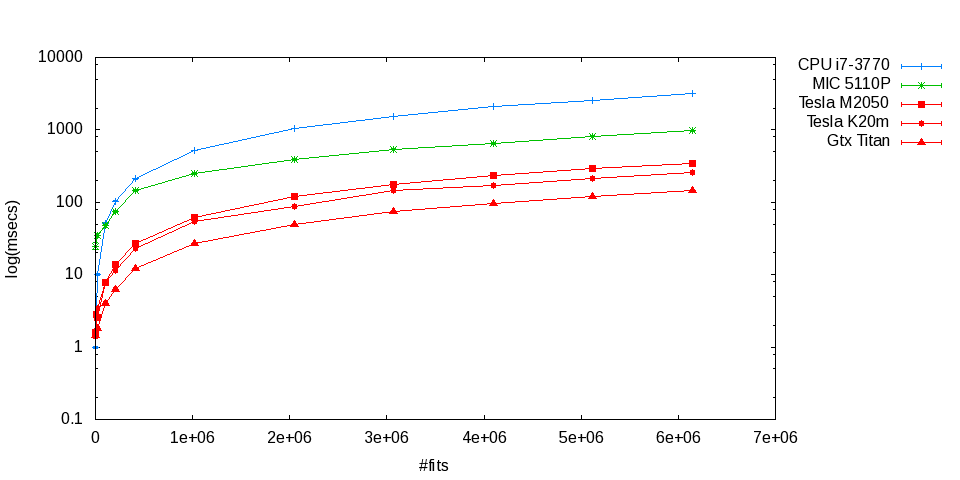 10000
1000
100
10
1
0.1
log(msecs)
0
1e+06
2e+06
3e+06
4e+06
5e+06
6e+06
7e+06
#fits
CPU i7-3770
MIC 5110P
Tesla M2050
Tesla K20m
Gtx Titan